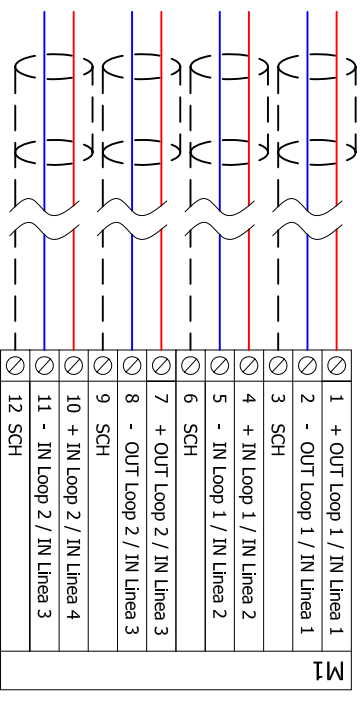 1 + OUT Loop 1 / IN Linea 1
2 - OUT Loop 1 / IN Linea 1
3 SCH
4 + IN Loop 1 / IN Linea 2
5 - IN Loop 1 / IN Linea 2
6 SCH
7 + OUT Loop 2 / IN Linea 3
8 - OUT Loop 2 / IN Linea 3
9 SCH
10 + IN Loop 2 / IN Linea 4
11 - IN Loop 2 / IN Linea 3
12 SCH
M1